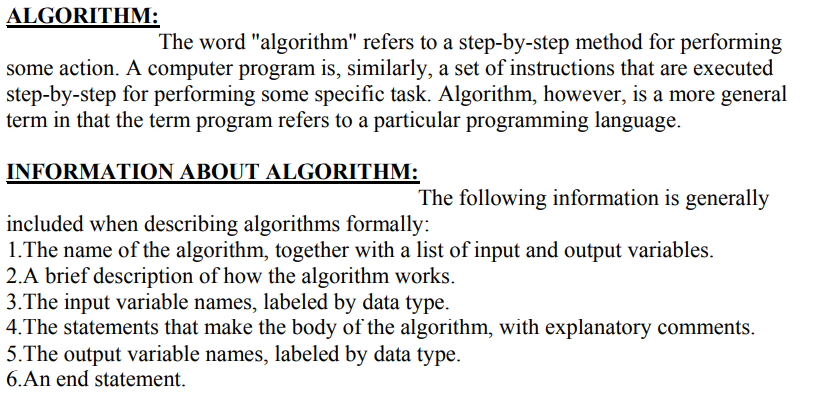 ALGORITHM:
The word "algorithm" refers to a step-by-step method for performing
some action. A computer program is, similarly, a set of instructions that are executed
step-by-step for performing some specific task. Algorithm, however, is a more general
term in that the term program refers to a particular programming language.
INFORMATION ABOUT ALGORITHM:
The following information is generally
included when describing algorithms formally:
1.The name of the algorithm, together with a list of input and output variables.
2.A brief description of how the algorithm works.
3.The input variable names, labeled by data type.
4.The statements that make the body of the algorithm, with explanatory comments.
5.The output variable names, labeled by data type.
6.An end statement.